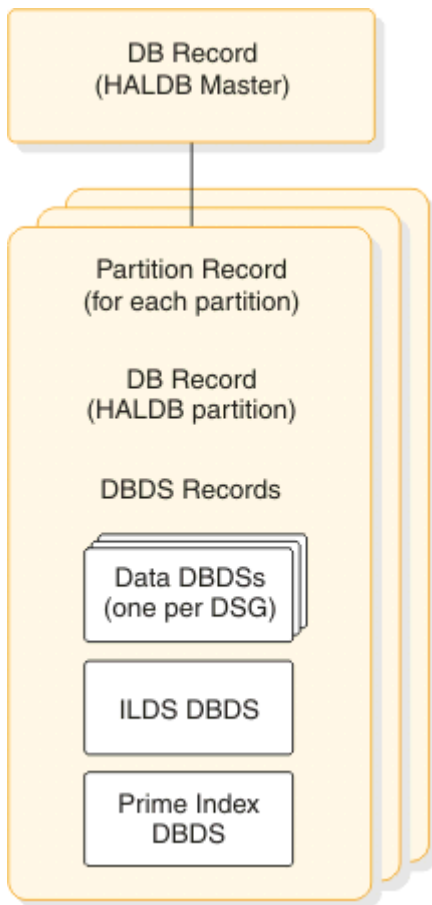 DB Record
(HALDB Master)
Partition Record
(for each partition)
DB Record
(HALDB partition)
DBDS Records
Data DBDSs
(one per DSG)
ILDS DBDS
Prime Index
DBDS